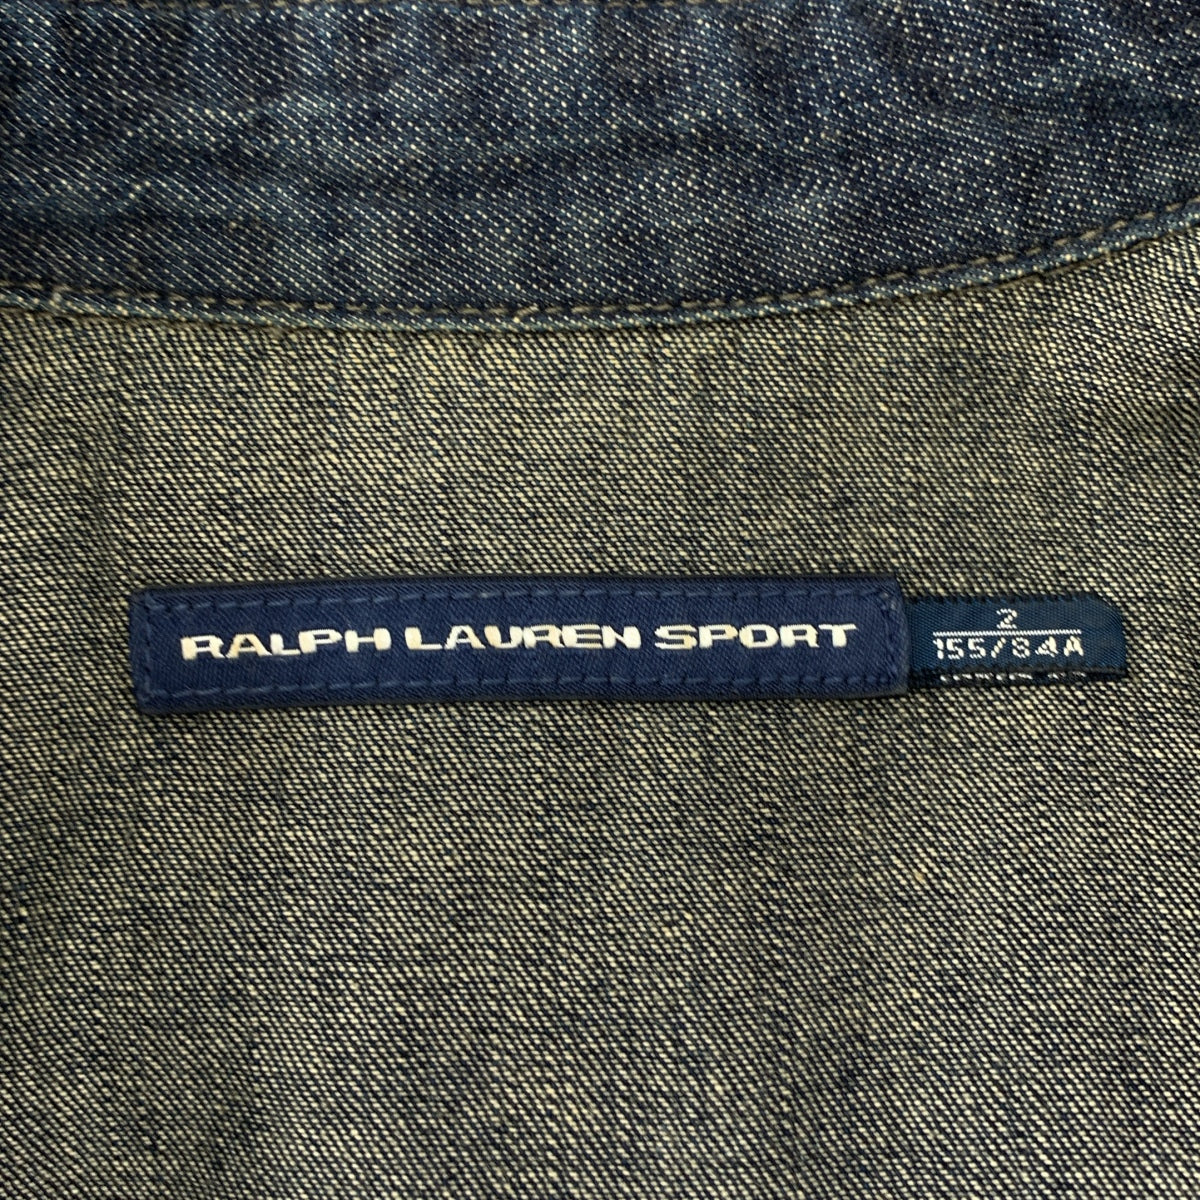 RALPH LAUREN SPORT
2
155/84A